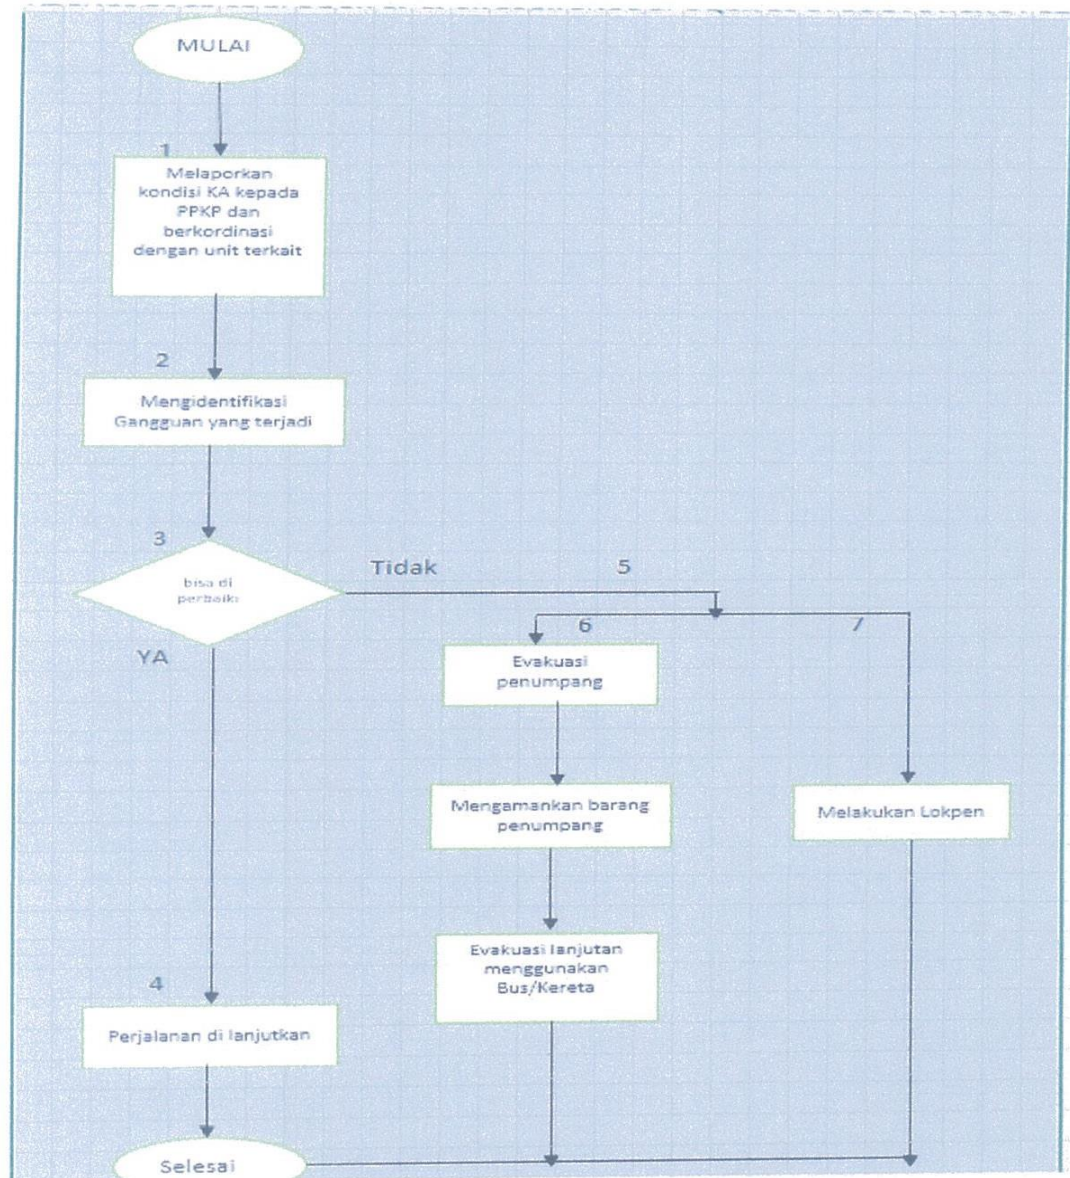 MULAI
1
Melaporkan
kondisi KA kepada
PPKP dan
berkordinasi
dengan unit terkait
2
Mengidentifikasi
Gangguan yang terjadi
3
bisa di
perbaiki
Tidak
5
YA
6
7
Evakuasi
penumpang
Mengamankan barang
penumpang
Melakukan Lokpen
Evakuasi lanjutan
menggunakan
Bus/Kereta
4
Perjalanan di lanjutkan
Selesai